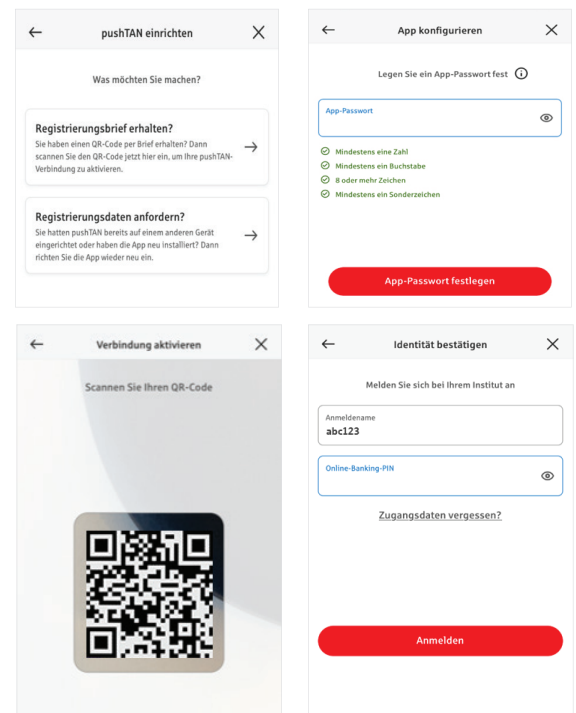 pushTAN einrichten
Was möchten Sie machen?
Registrierungsbrief erhalten?
Sie haben einen QR-Code per Brief erhalten? Dann
scannen Sie den QR-Code jetzt hier ein, um Ihre pushTAN-
Verbindung zu aktivieren.
Registrierungsdaten anfordern?
Sie hatten pushTAN bereits auf einem anderen Gerät
eingerichtet oder haben die App neu installiert? Dann
richten Sie die App wieder neu ein.
App konfigurieren
Legen Sie ein App-Passwort fest
App-Passwort
Mindestens eine Zahl
Mindestens ein Buchstabe
8 oder mehr Zeichen
Mindestens ein Sonderzeichen
App-Passwort festlegen
Verbindung aktivieren
Scannen Sie Ihren QR-Code
Identität bestätigen
Melden Sie sich bei Ihrem Institut an
Anmeldename
abc123
Online-Banking-PIN
Zugangsdaten vergessen?
Anmelden